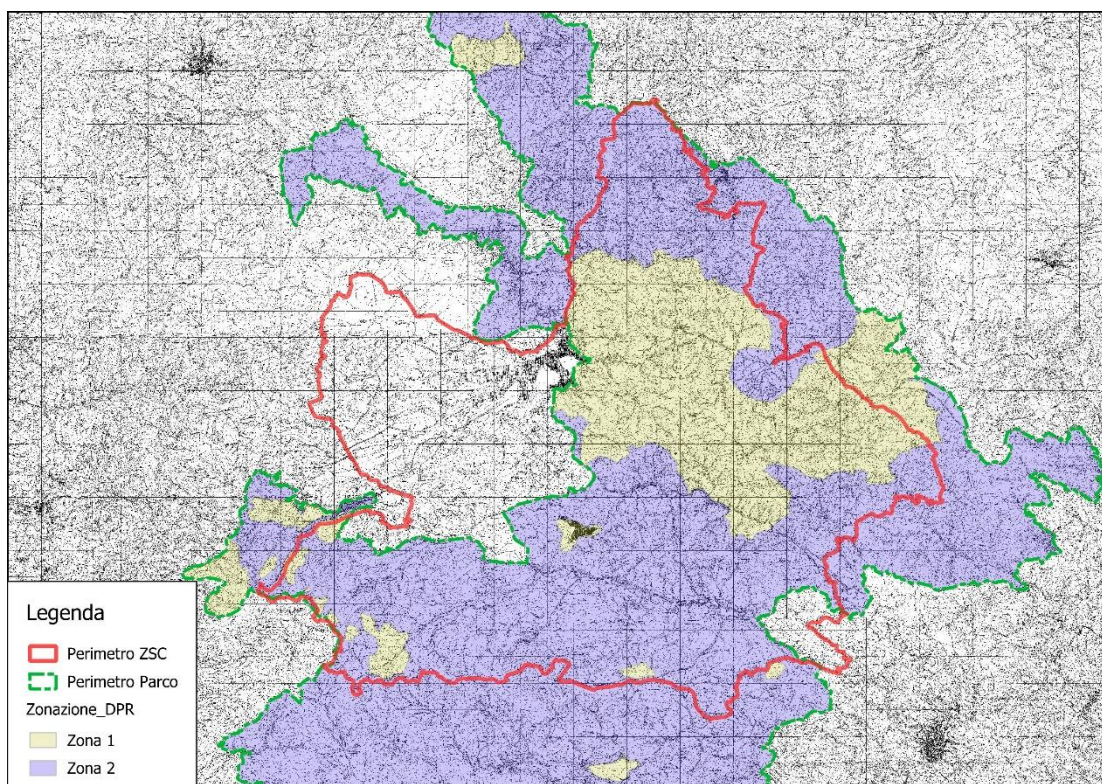 Legenda
Perimetro ZSC
Perimetro Parco
Zonazione_DPR
Zona 1
Zona 2